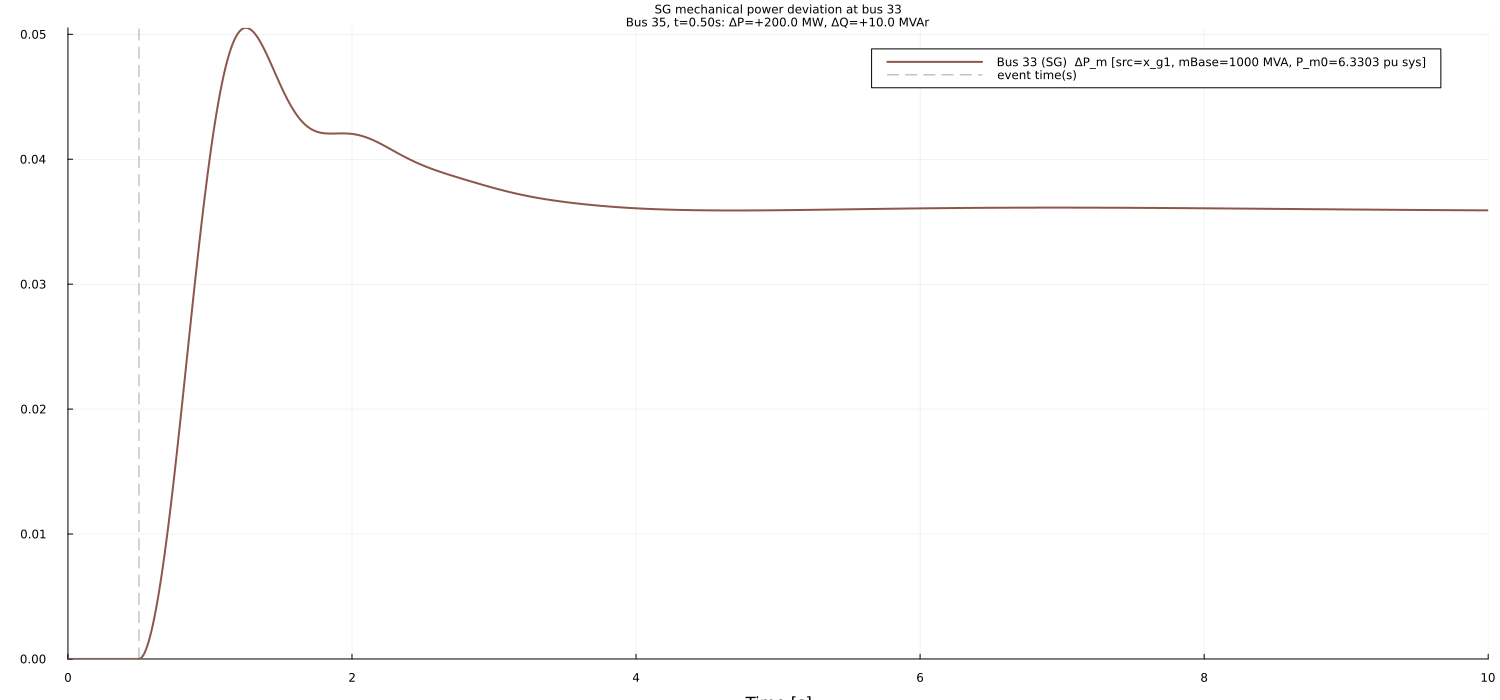 SG mechanical power deviation at bus 33
Bus 35, t=0.50s: ΔP=+200.0 MW, ΔQ=+10.0 MVAr
Bus 33 (SG)  ΔP_m [src=x_g1, mBase=1000 MVA, P_m0=6.3303 pu sys]
event time(s)
0.05
0.04
0.03
0.02
0.01
0.00
0 2 4 6 8 10
Time [s]